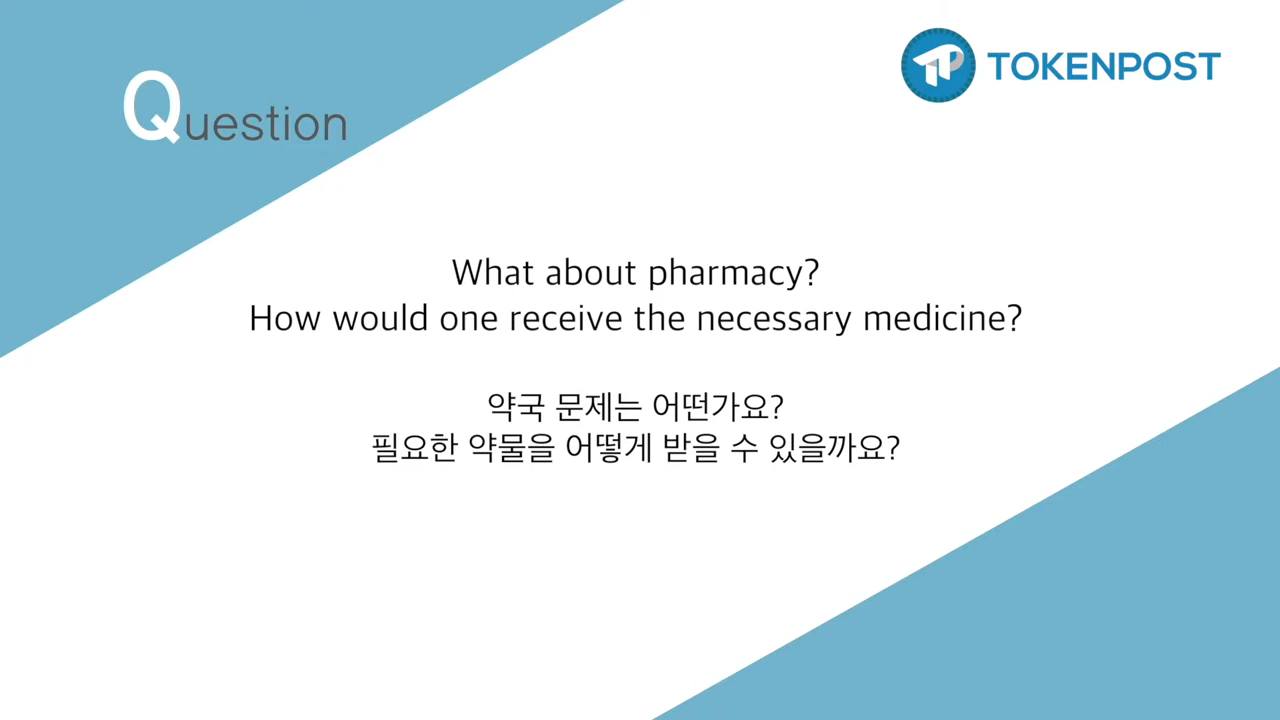 Question
TOKENPOST
What about pharmacy?
How would one receive the necessary medicine?
약국 문제는 어떤가요?
필요한 약물을 어떻게 받을 수 있을까요?